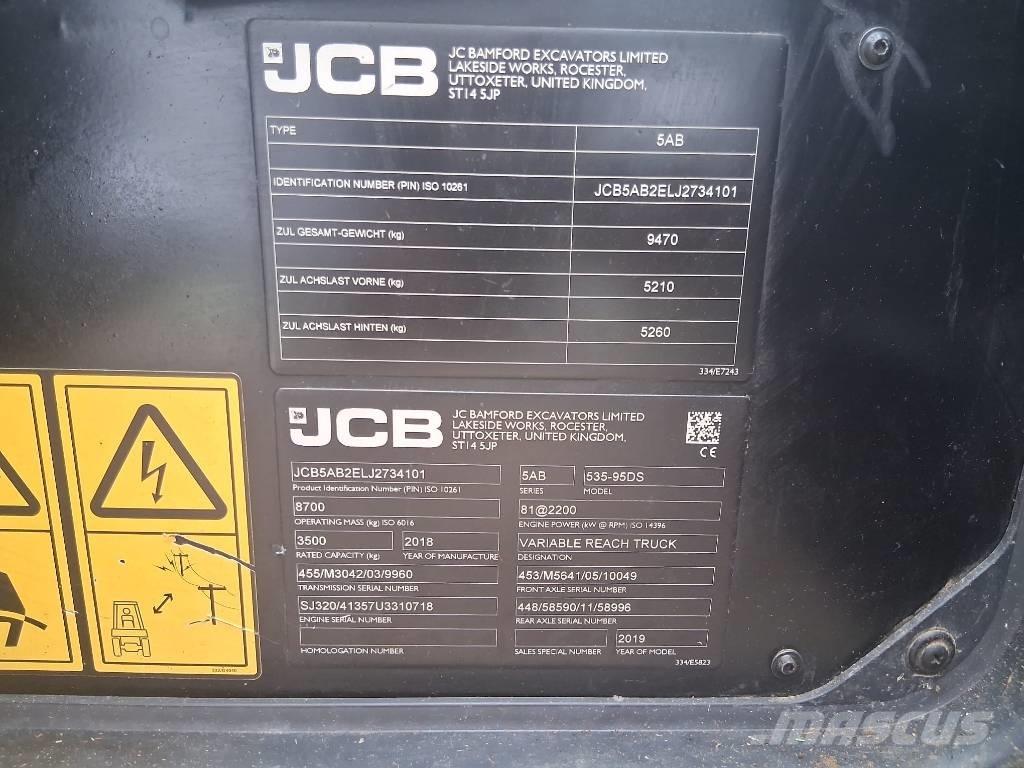 JCB
JC BAMFORD EXCAVATORS LIMITED
LAKESIDE WORKS, ROCESTER,
UTTOXETER, UNITED KINGDOM,
ST14 5JP
TYPE 5AB
IDENTIFICATION NUMBER (PIN) ISO 10261 JCB5AB2ELJ2734101
ZUL GESAMT-GEWICHT (kg) 9470
ZUL ACHSLAST VORNE (kg) 5210
ZUL ACHSLAST HINTEN (kg) 5260
334/E7243
JCB
JC BAMFORD EXCAVATORS LIMITED
LAKESIDE WORKS, ROCESTER,
UTTOXETER, UNITED KINGDOM,
ST14 5JP
CE
JCB5AB2ELJ2734101 5AB 535-95DS
Product Identification Number (PIN) ISO 10261 SERIES MODEL
8700 81@2200
OPERATING MASS (kg) ISO 6016 ENGINE POWER (kW @ RPM) ISO 14396
3500 2018 VARIABLE REACH TRUCK
RATED CAPACITY (kg) YEAR OF MANUFACTURE DESIGNATION
455/M3042/03/9960 453/M5641/05/10049
TRANSMISSION SERIAL NUMBER FRONT AXLE SERIAL NUMBER
SJ320/41357U3310718 448/58590/11/58996
ENGINE SERIAL NUMBER REAR AXLE SERIAL NUMBER
2019
HOMOLOGATION NUMBER SALES SPECIAL NUMBER YEAR OF MODEL
334/E5823
MASCUS